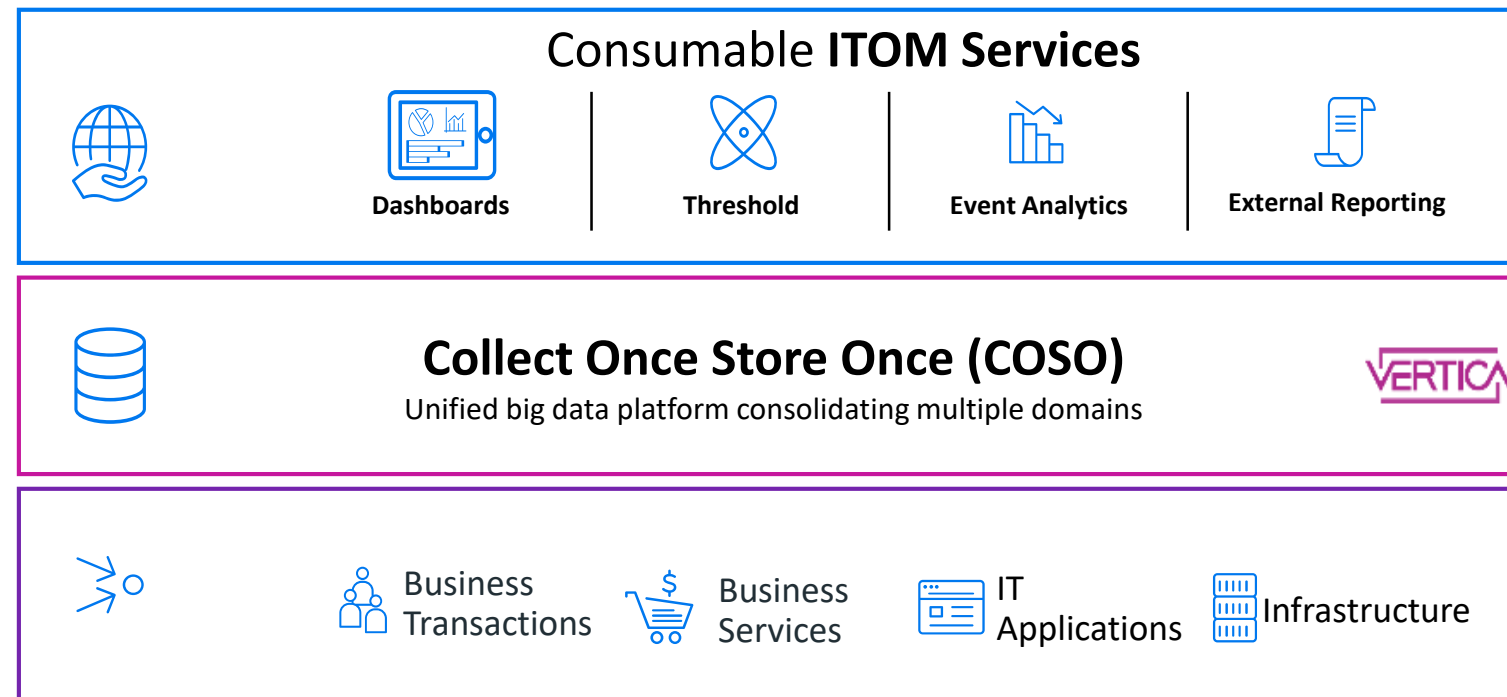 Consumable ITOM Services
Dashboards
Threshold
Event Analytics
External Reporting
Collect Once Store Once (COSO)
Unified big data platform consolidating multiple domains
VERTICA
Business
Transactions
$
Business
Services
IT
Applications
Infrastructure